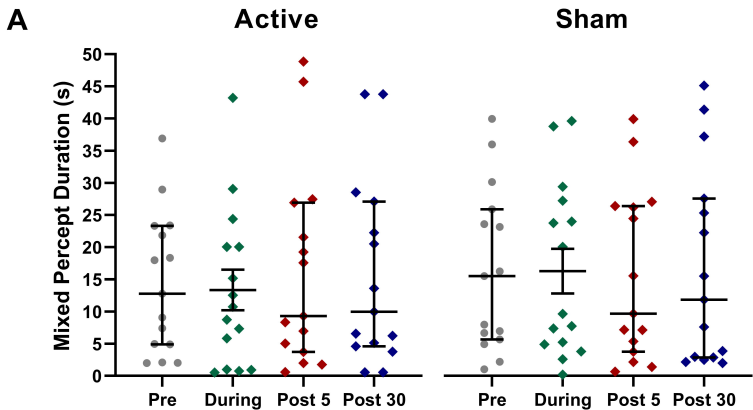 A
Active Sham
Mixed Percept Duration (s)
50
45
40
35
30
25
20
15
10
5
0
Pre During Post 5 Post 30 Pre During Post 5 Post 30